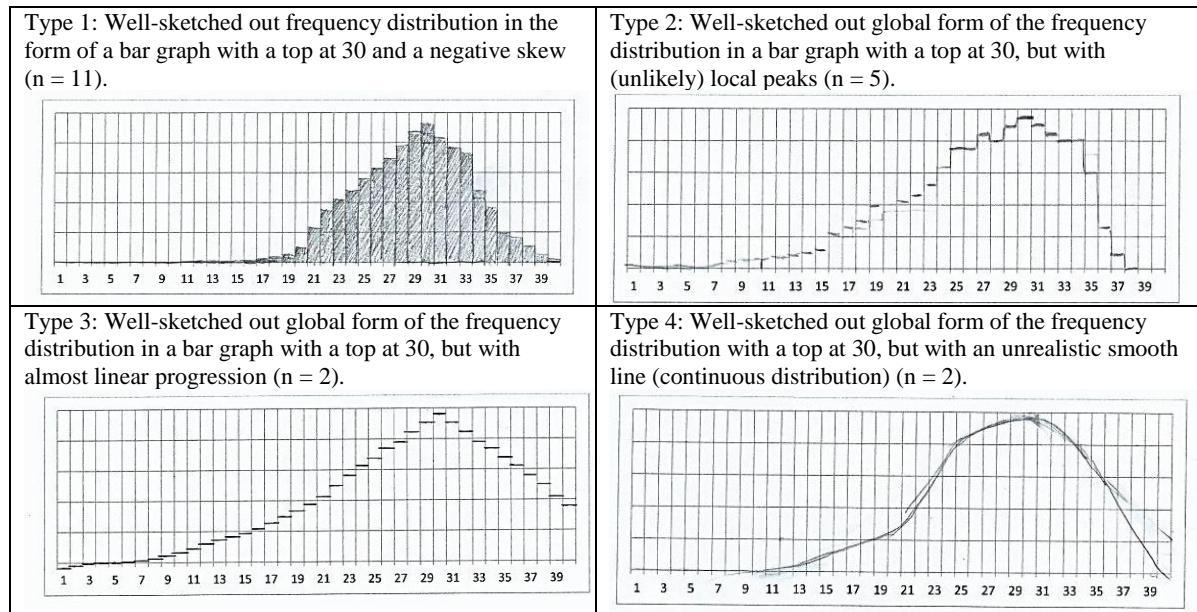 Type 1: Well-sketched out frequency distribution in the
form of a bar graph with a top at 30 and a negative skew
(n = 11).
1 3 5 7 9 11 13 15 17 19 21 23 25 27 29 31 33 35 37 39
Type 2: Well-sketched out global form of the frequency
distribution in a bar graph with a top at 30, but with
(unlikely) local peaks (n = 5).
1 3 5 7 9 11 13 15 17 19 21 23 25 27 29 31 33 35 37 39
Type 3: Well-sketched out global form of the frequency
distribution in a bar graph with a top at 30, but with
almost linear progression (n = 2).
1 3 5 7 9 11 13 15 17 19 21 23 25 27 29 31 33 35 37 39
Type 4: Well-sketched out global form of the frequency
distribution with a top at 30, but with an unrealistic smooth
line (continuous distribution) (n = 2).
1 3 5 7 9 11 13 15 17 19 21 23 25 27 29 31 33 35 37 39